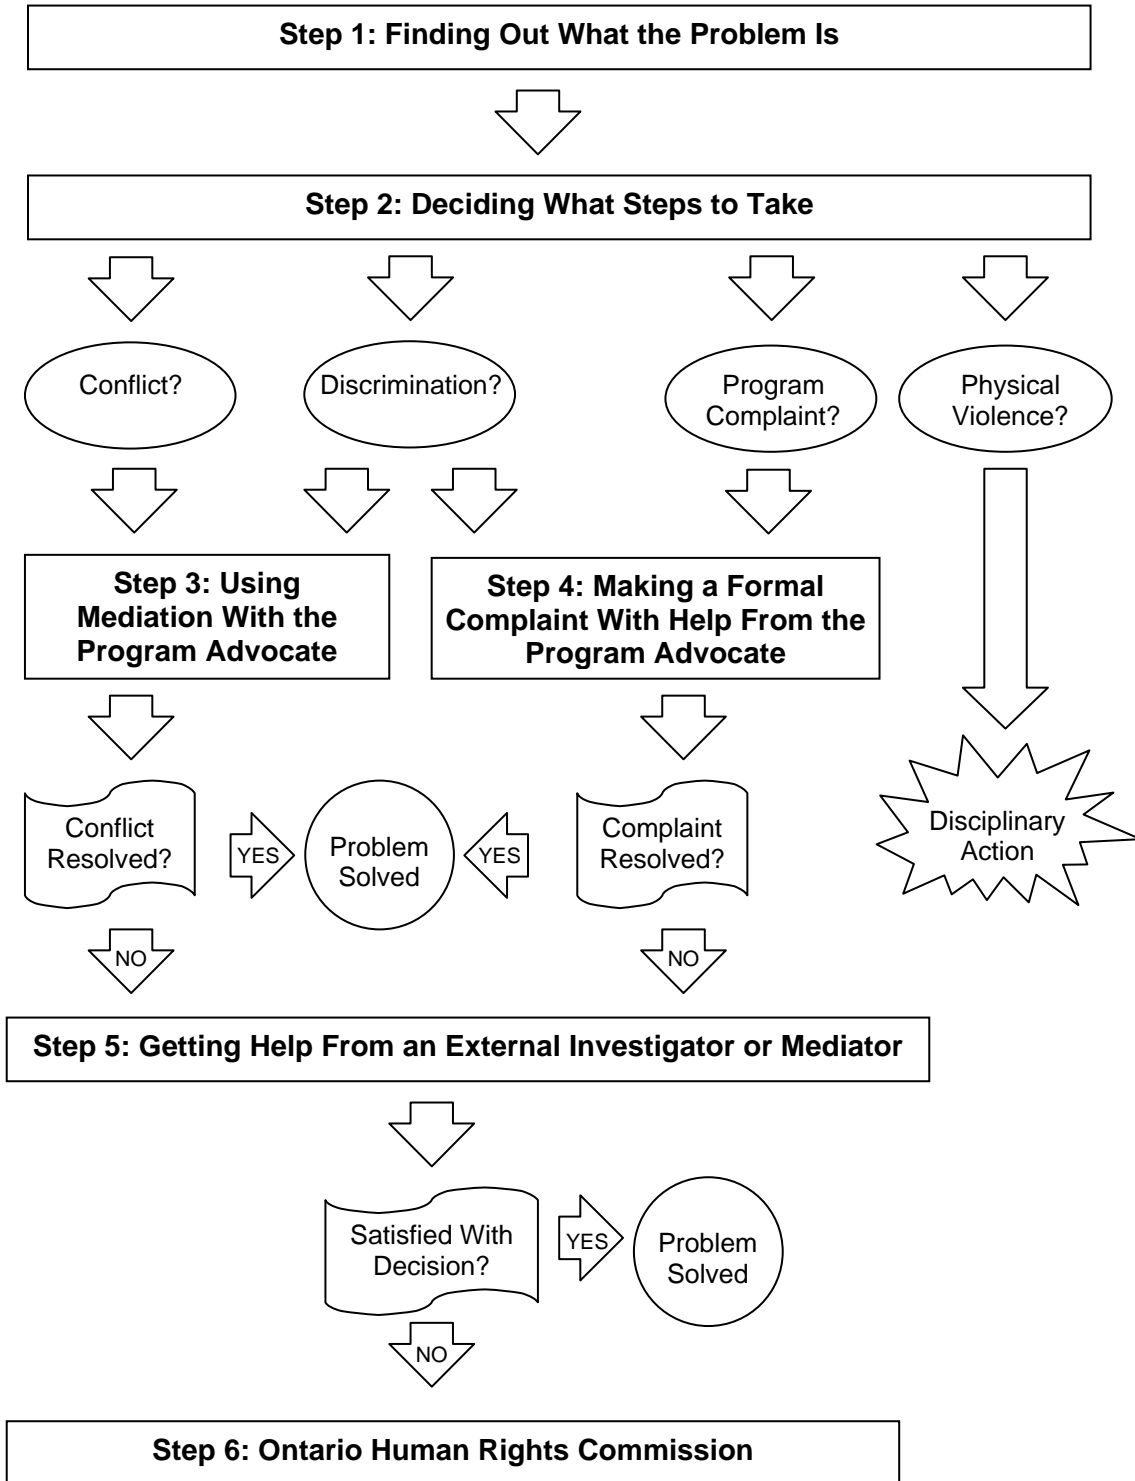 Step 1: Finding Out What the Problem Is
Step 2: Deciding What Steps to Take
Conflict?
Discrimination?
Program
Complaint?
Physical
Violence?
Step 3: Using
Mediation With the
Program Advocate
Step 4: Making a Formal
Complaint With Help From the
Program Advocate
Conflict
Resolved?
YES
Problem
Solved
YES
Complaint
Resolved?
Disciplinary
Action
NO
NO
Step 5: Getting Help From an External Investigator or Mediator
Satisfied With
Decision?
YES
Problem
Solved
NO
Step 6: Ontario Human Rights Commission